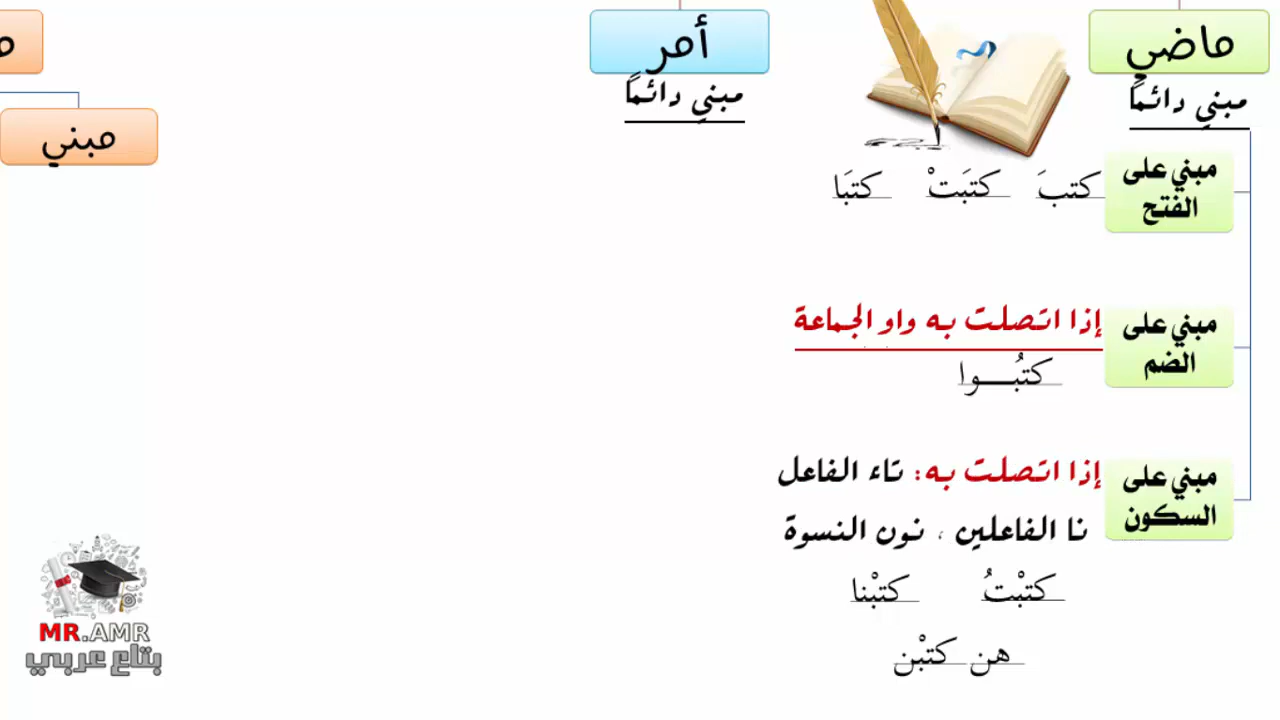 ماضي
مبني دائماً
مبني على
الفتح
كتبَ كتبَتْ كتبَا
مبني على
الضم
إذا اتصلت به واو الجماعة
كتبُـــوا
مبني على
السكون
إذا اتصلت به: تاء الفاعل
نا الفاعلين ، نون النسوة
كتبْتُ كتبْنا
هن كتبْن
أمر
مبني دائماً
مبني
MR.AMR
بتاع عربي